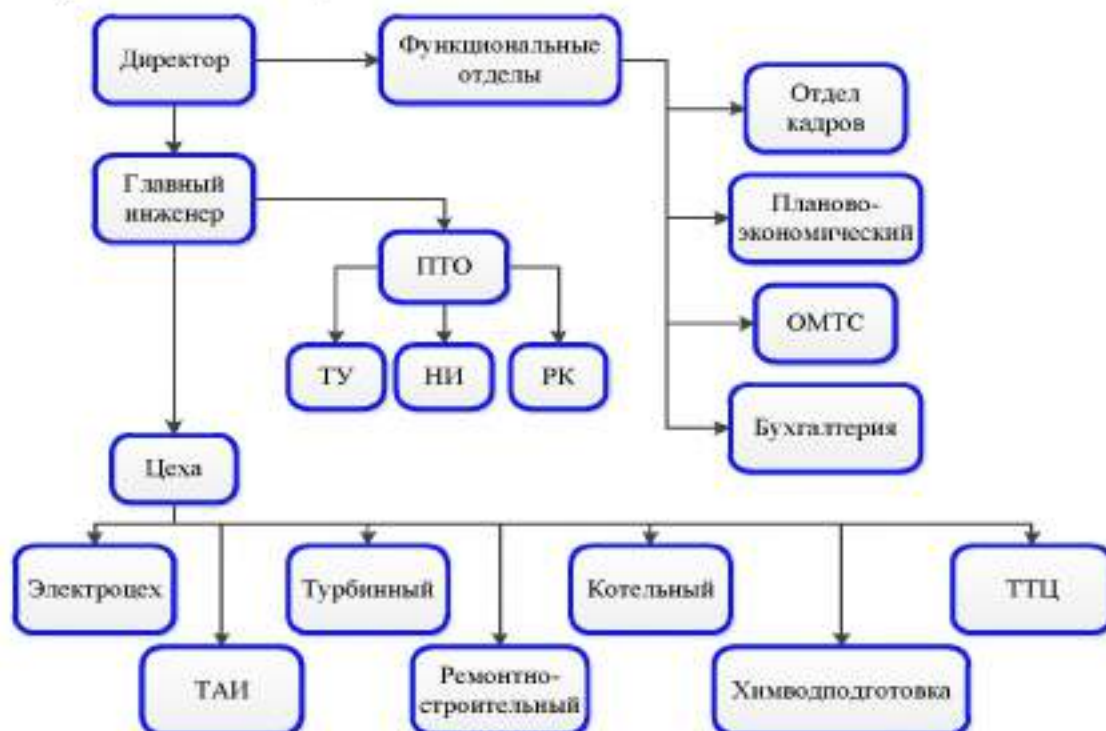 Директор
Функциональные
отделы
Отдел
кадров
Главный
инженер
Планово-
экономический
ПТО
ОМТС
ТУ
НИ
РК
Бухгалтерия
Цеха
Электроцех
Турбинный
Котельный
ТТЦ
ТАИ
Ремонтно-
строительный
Химводподготовка